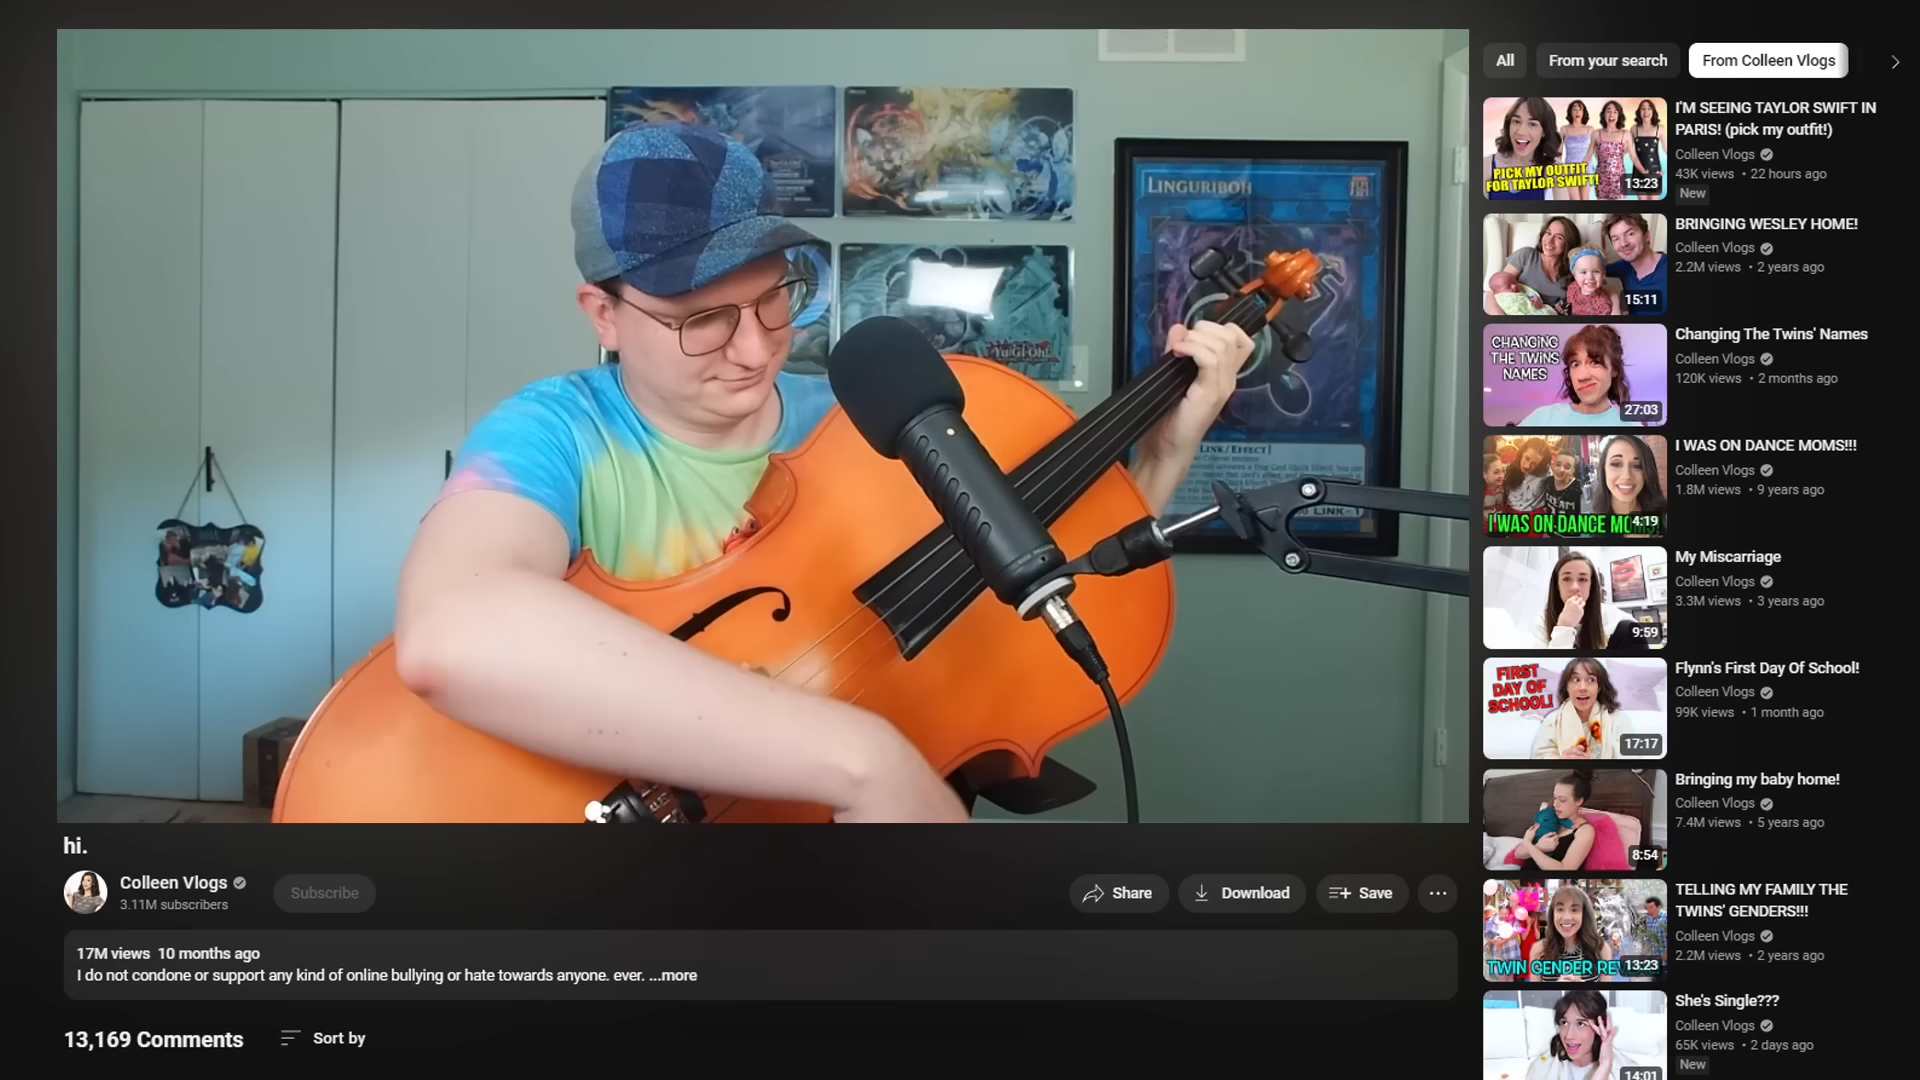 LINGURIBOH
Yu-Gi-Oh!
LINK/EFFECT]
LINK-1
hi.
Colleen Vlogs
3.11M subscribers
Subscribe
Share
Download
Save
17M views 10 months ago
I do not condone or support any kind of online bullying or hate towards anyone. ever. ...more
13,169 Comments
Sort by
All
From your search
From Colleen Vlogs
PICK MY OUTFIT
FOR TAYLOR SWIFT!
13:23
I'M SEEING TAYLOR SWIFT IN
PARIS! (pick my outfit!)
Colleen Vlogs
43K views • 22 hours ago
New
15:11
BRINGING WESLEY HOME!
Colleen Vlogs
2.2M views • 2 years ago
CHANGING
THE TWINS
NAMES
27:03
Changing The Twins' Names
Colleen Vlogs
120K views • 2 months ago
I WAS ON DANCE MOMS
4:19
I WAS ON DANCE MOMS!!!
Colleen Vlogs
1.8M views • 9 years ago
9:59
My Miscarriage
Colleen Vlogs
3.3M views • 3 years ago
FIRST
DAY OF
SCHOOL!
17:17
Flynn's First Day Of School!
Colleen Vlogs
99K views • 1 month ago
8:54
Bringing my baby home!
Colleen Vlogs
7.4M views • 5 years ago
TWIN GENDER RE
13:23
TELLING MY FAMILY THE
TWINS' GENDERS!!!
Colleen Vlogs
2.2M views • 2 years ago
14:01
She's Single???
Colleen Vlogs
65K views • 2 days ago
New